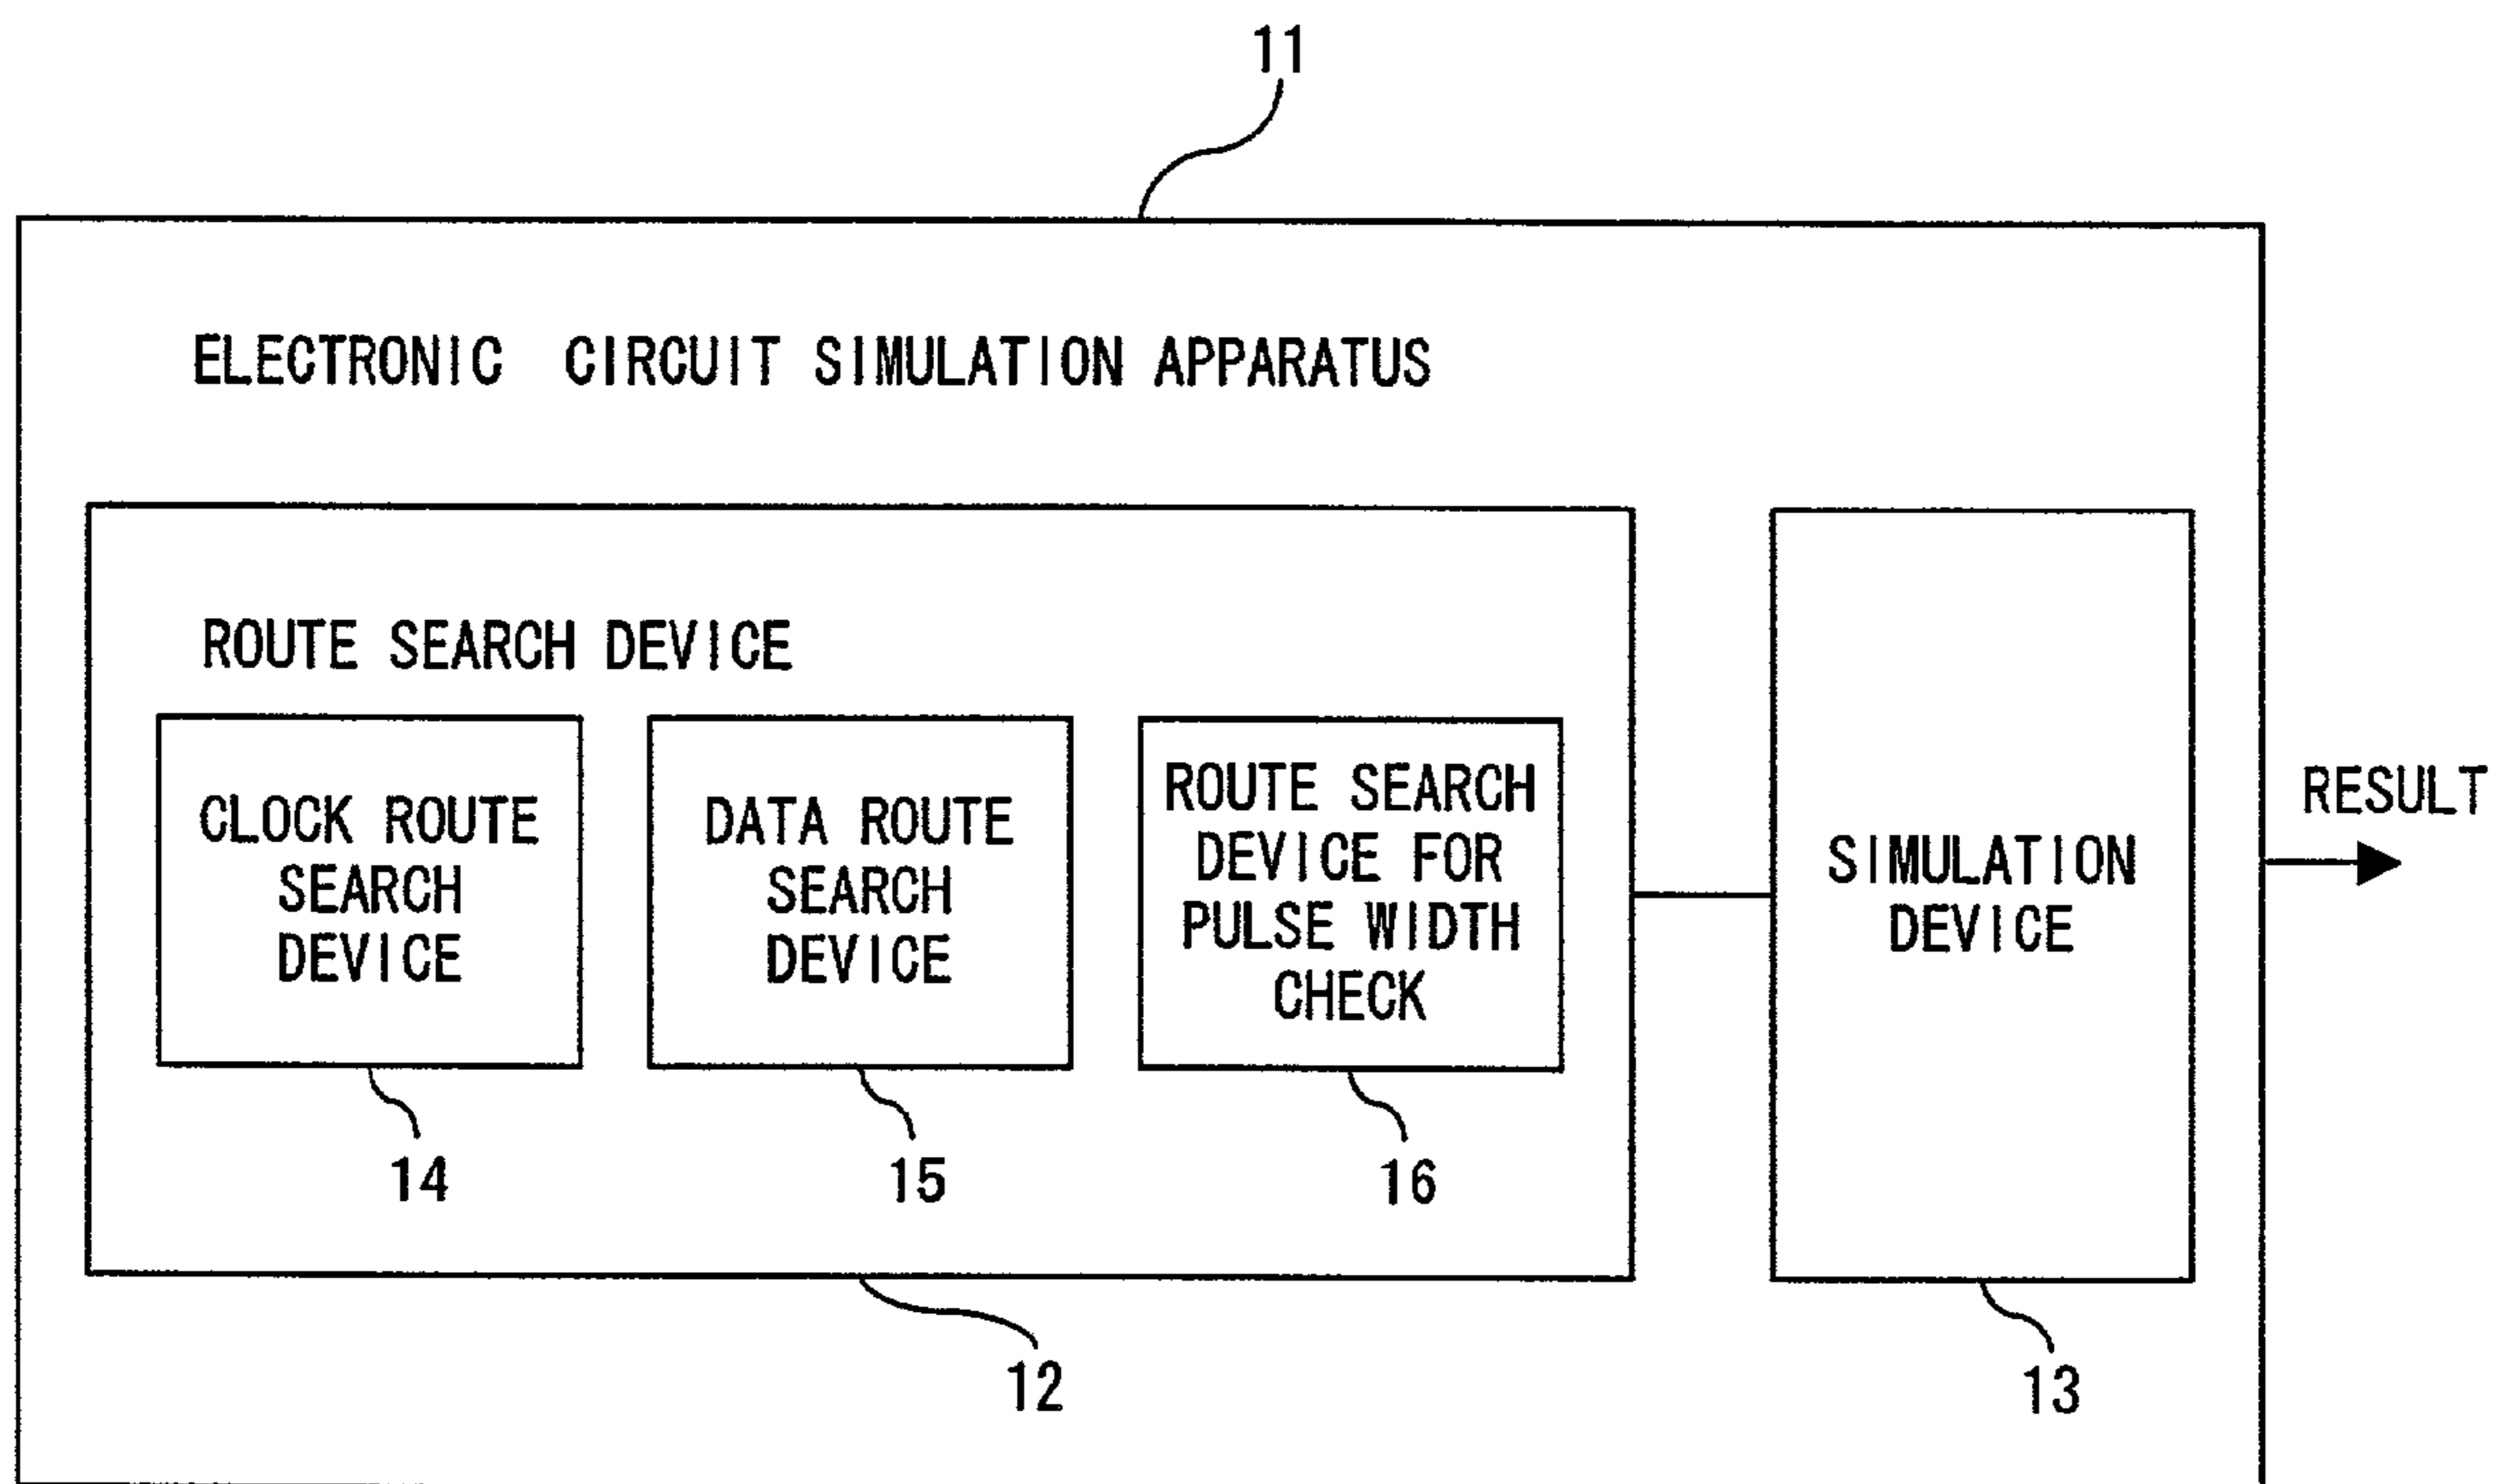 11
ELECTRONIC CIRCUIT SIMULATION APPARATUS
ROUTE SEARCH DEVICE
CLOCK ROUTE
SEARCH
DEVICE
DATA ROUTE
SEARCH
DEVICE
ROUTE SEARCH
DEVICE FOR
PULSE WIDTH
CHECK
SIMULATION
DEVICE
RESULT
14
15
16
12
13